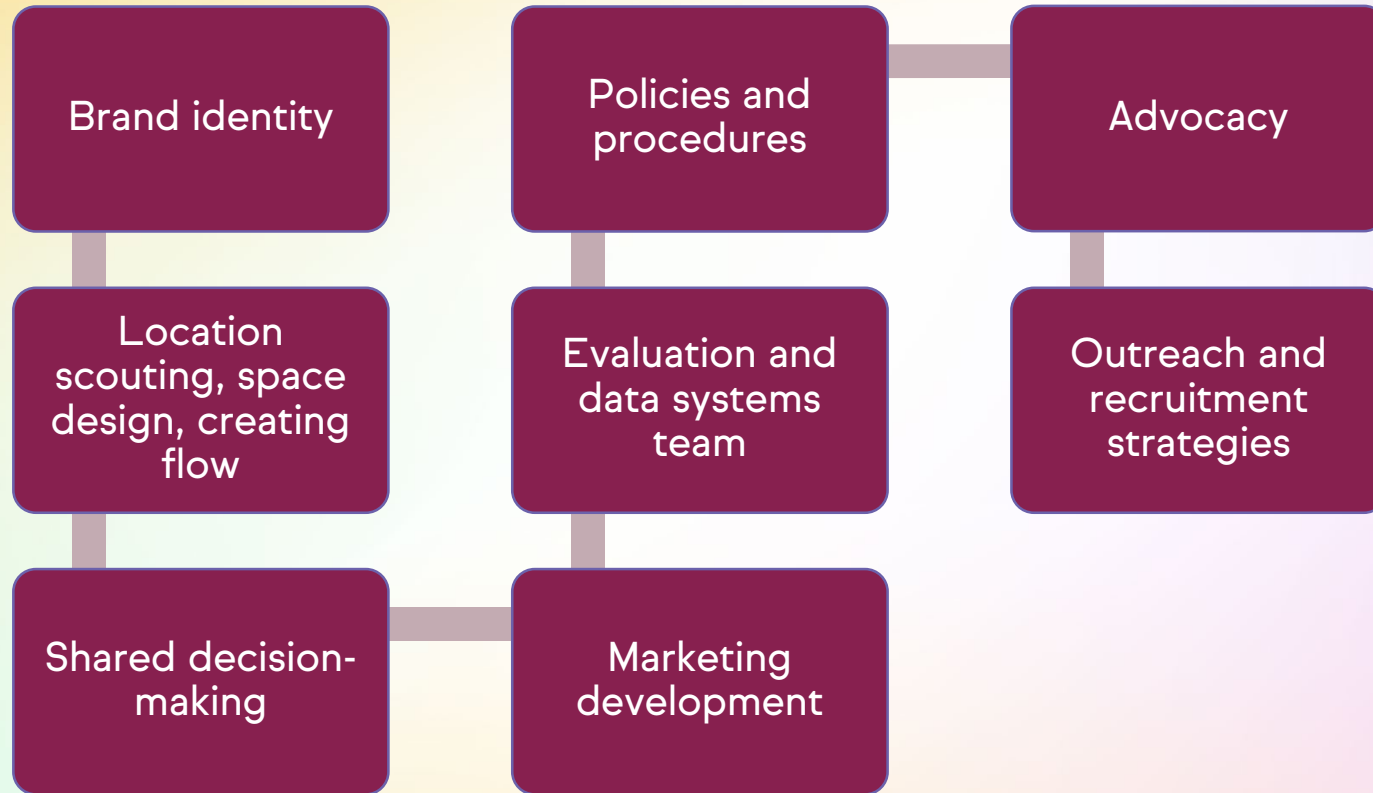 Brand identity
Location
scouting, space
design, creating
flow
Shared decision-
making
Marketing
development
Evaluation and
data systems
team
Policies and
procedures
Advocacy
Outreach and
recruitment
strategies